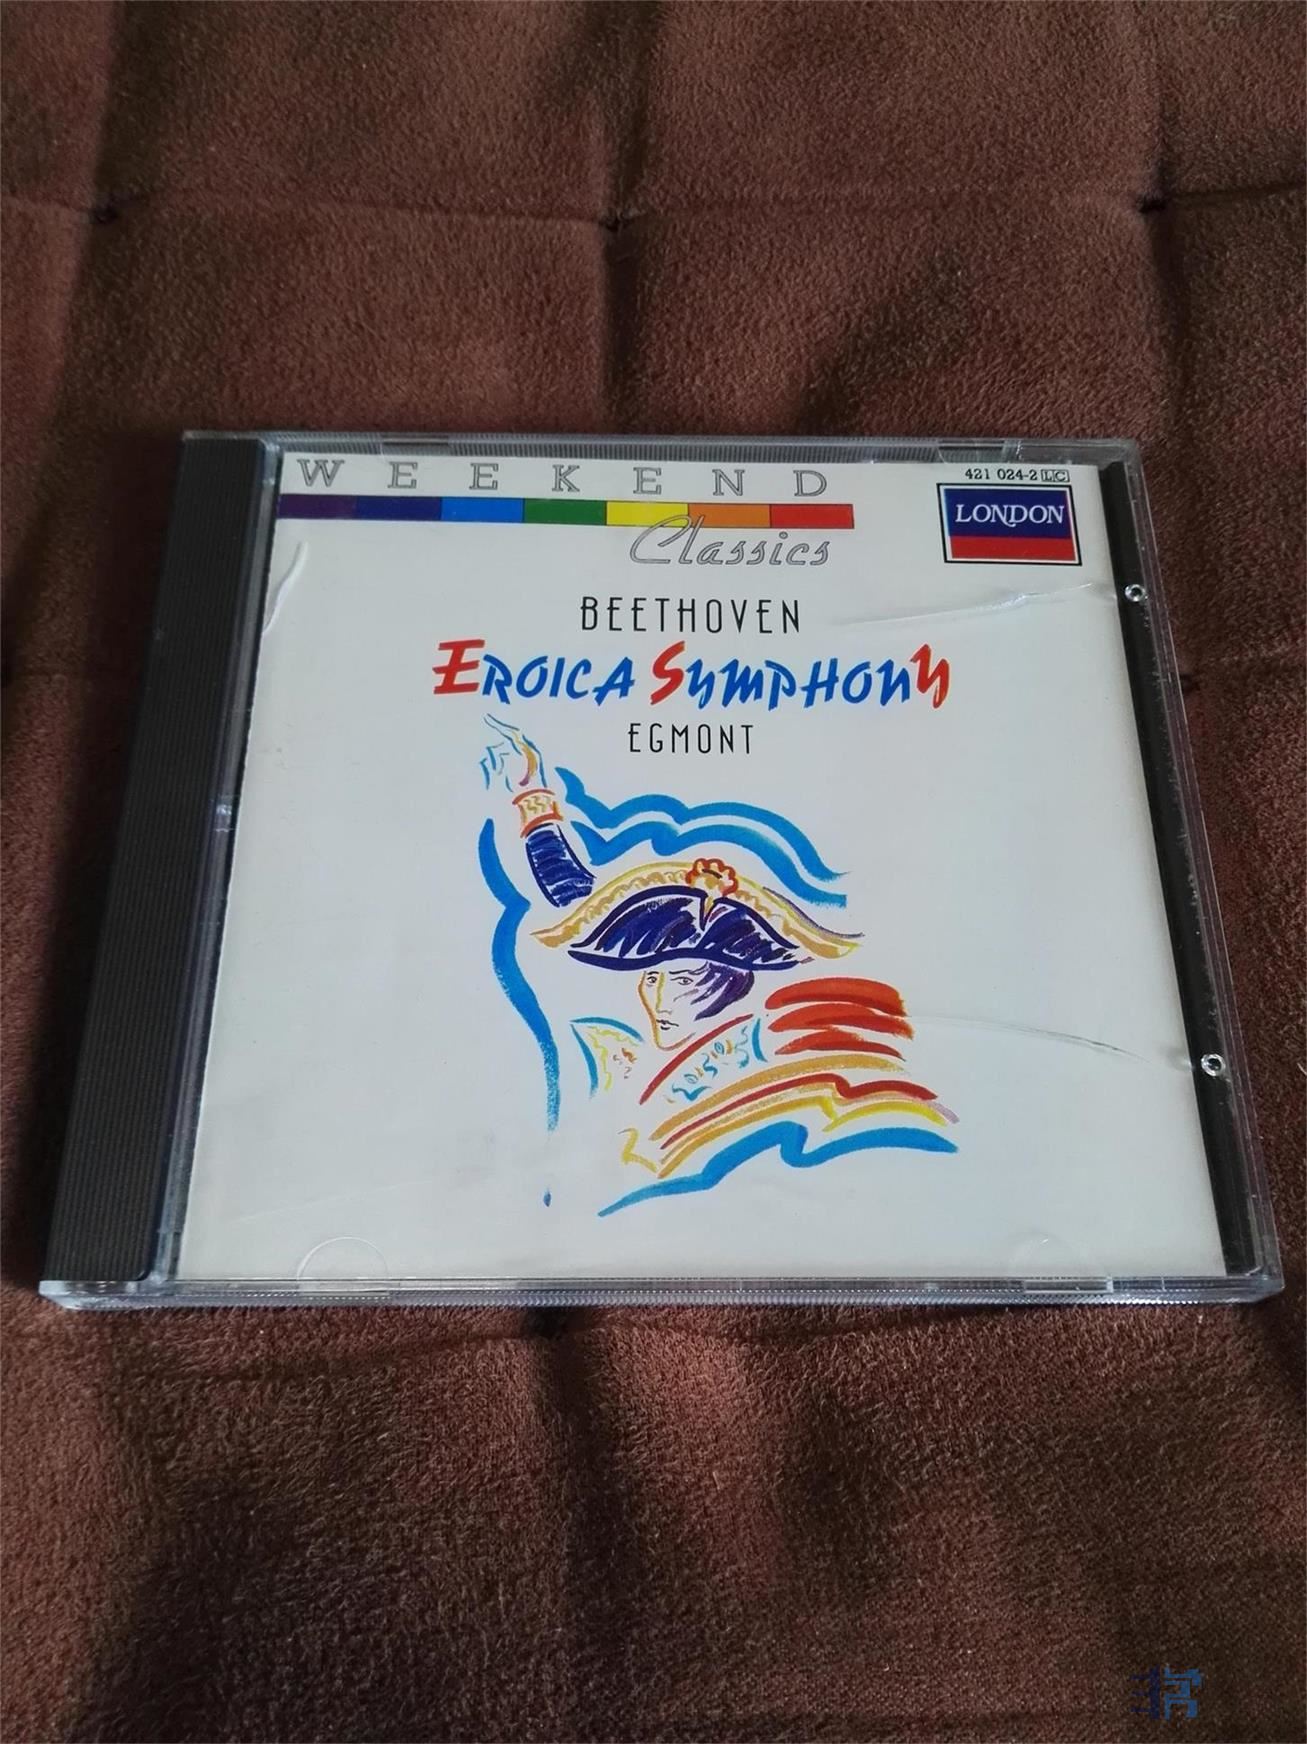 WEEKEND
421 024-2 LC
LONDON
Classics
BEETHOVEN
EROICA SYMPHONY
EGMONT